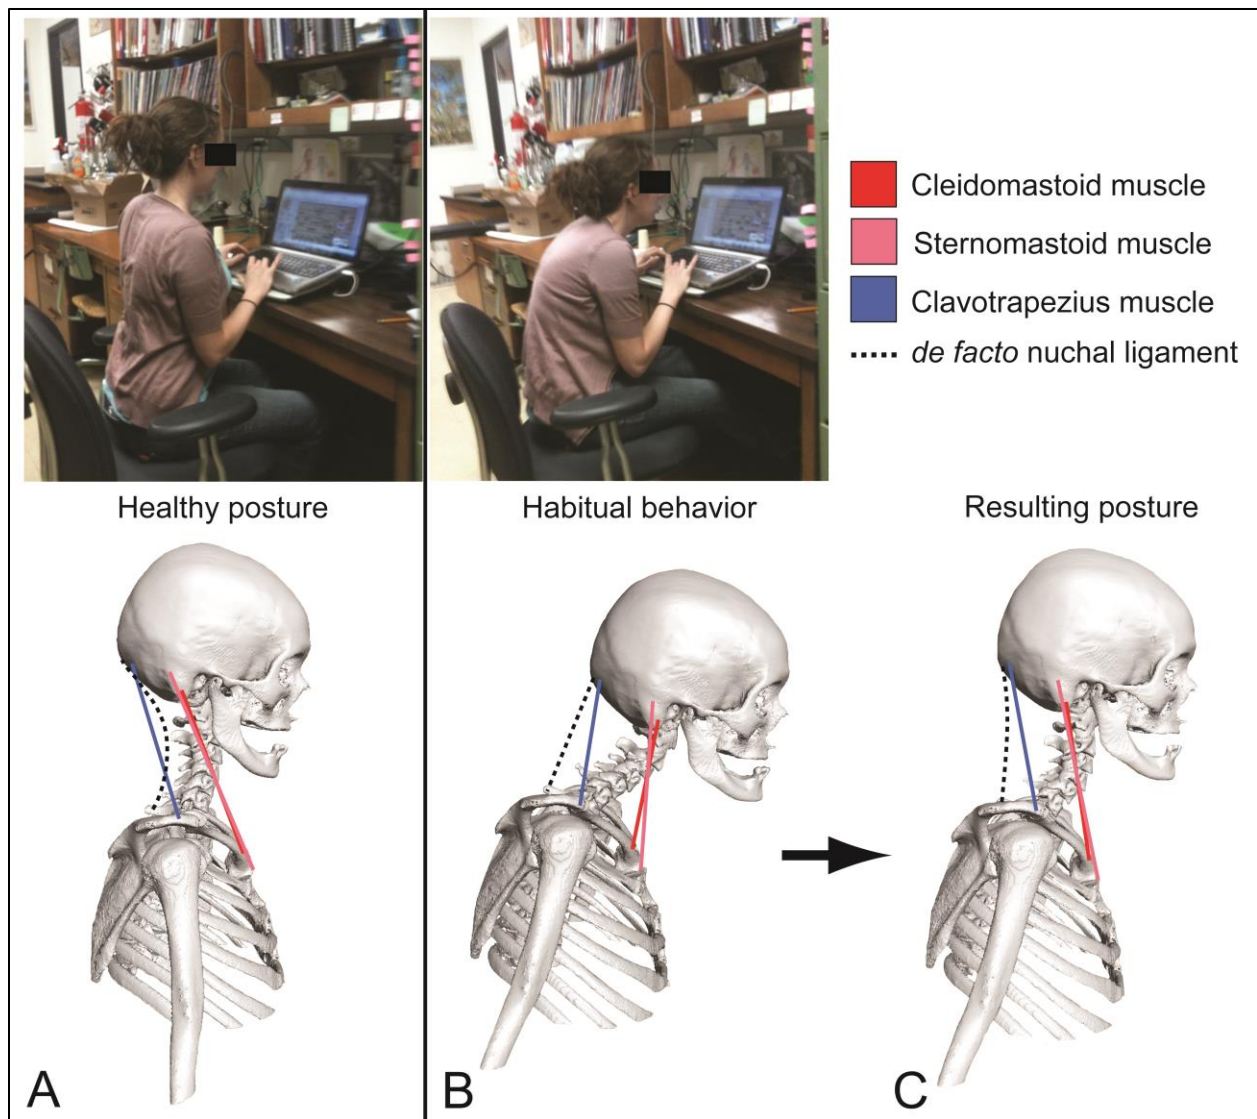 Cleidomastoid muscle
Sternomastoid muscle
Clavotrapezius muscle
de facto nuchal ligament
Healthy posture
Habitual behavior
Resulting posture
A
B
C